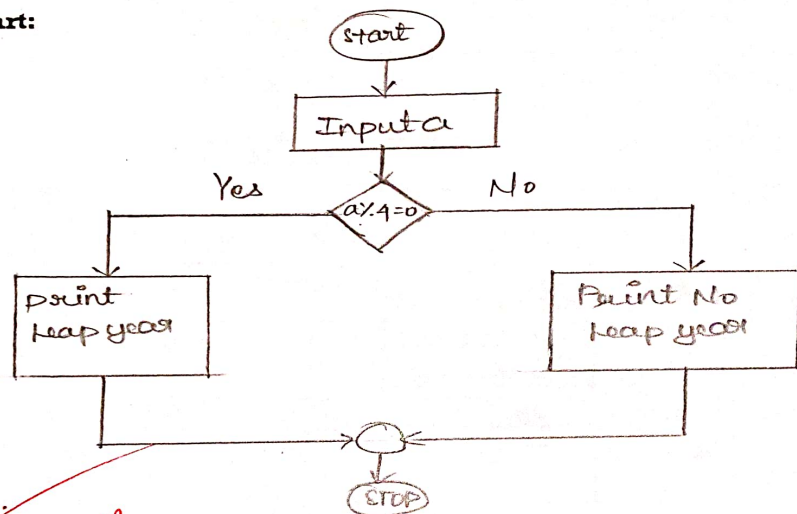 art:
start
Input a
Yes
No
a%4=0
print
Leap year
Print No
Leap year
STOP